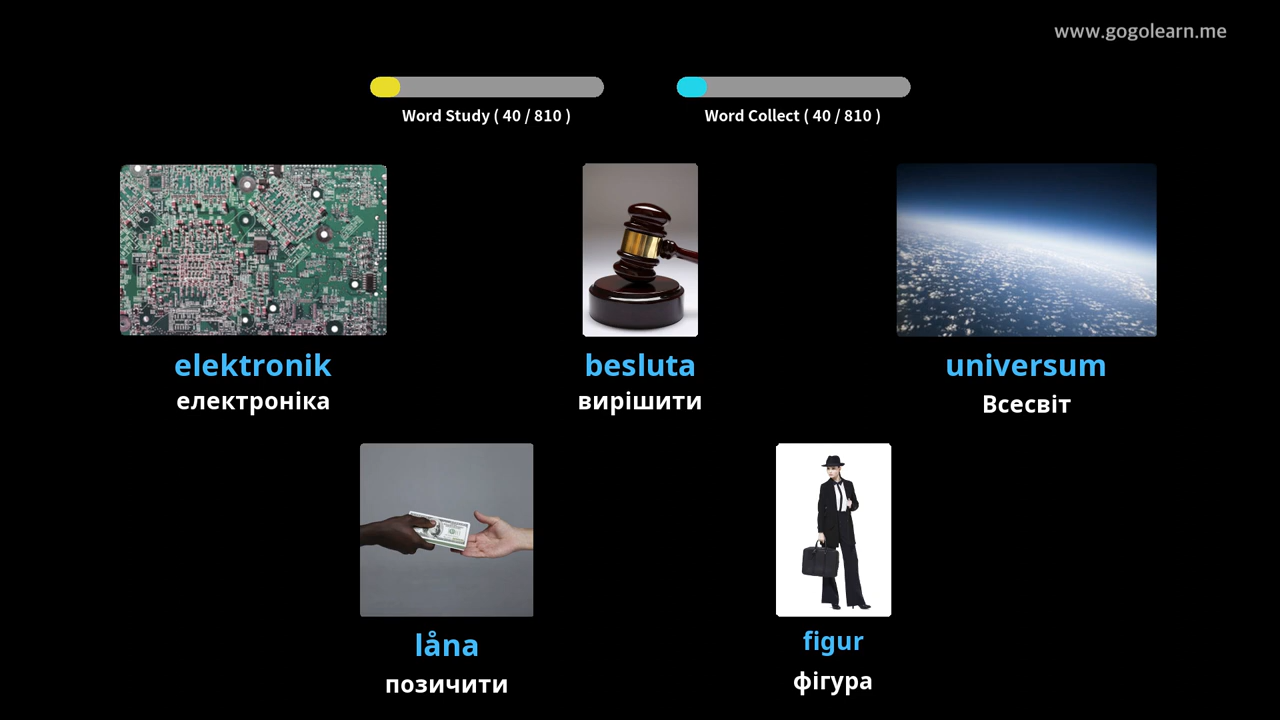 www.gogolearn.me
Word Study ( 40 / 810 )
Word Collect ( 40 / 810 )
elektronik
електроніка
besluta
вирішити
universum
Всесвіт
låna
позичити
figur
фігура